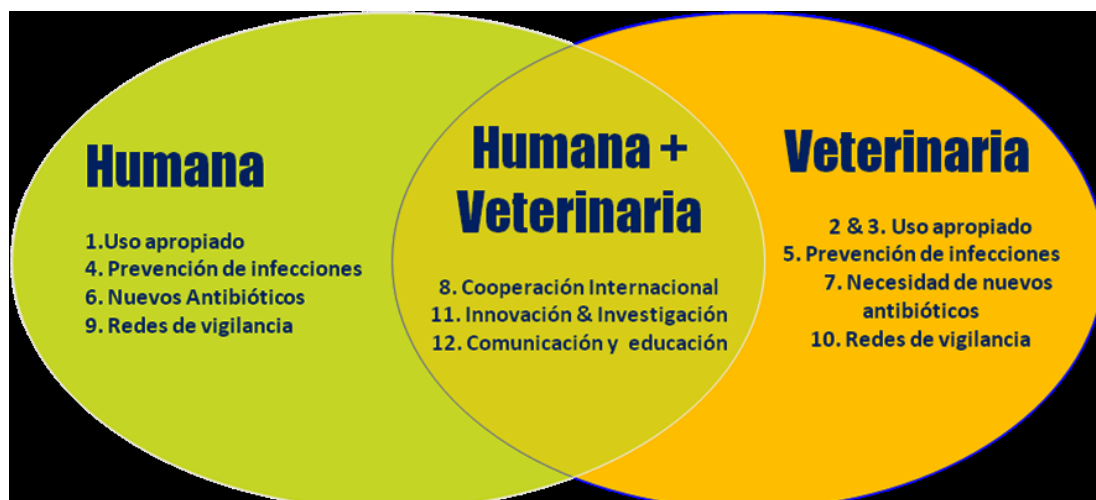 Humana
1.Uso apropiado
4. Prevención de infecciones
6. Nuevos Antibióticos
9. Redes de vigilancia
Humana +
Veterinaria
8. Cooperación Internacional
11. Innovación & Investigación
12. Comunicación y educación
Veterinaria
2 & 3. Uso apropiado
5. Prevención de infecciones
7. Necesidad de nuevos
antibióticos
10. Redes de vigilancia